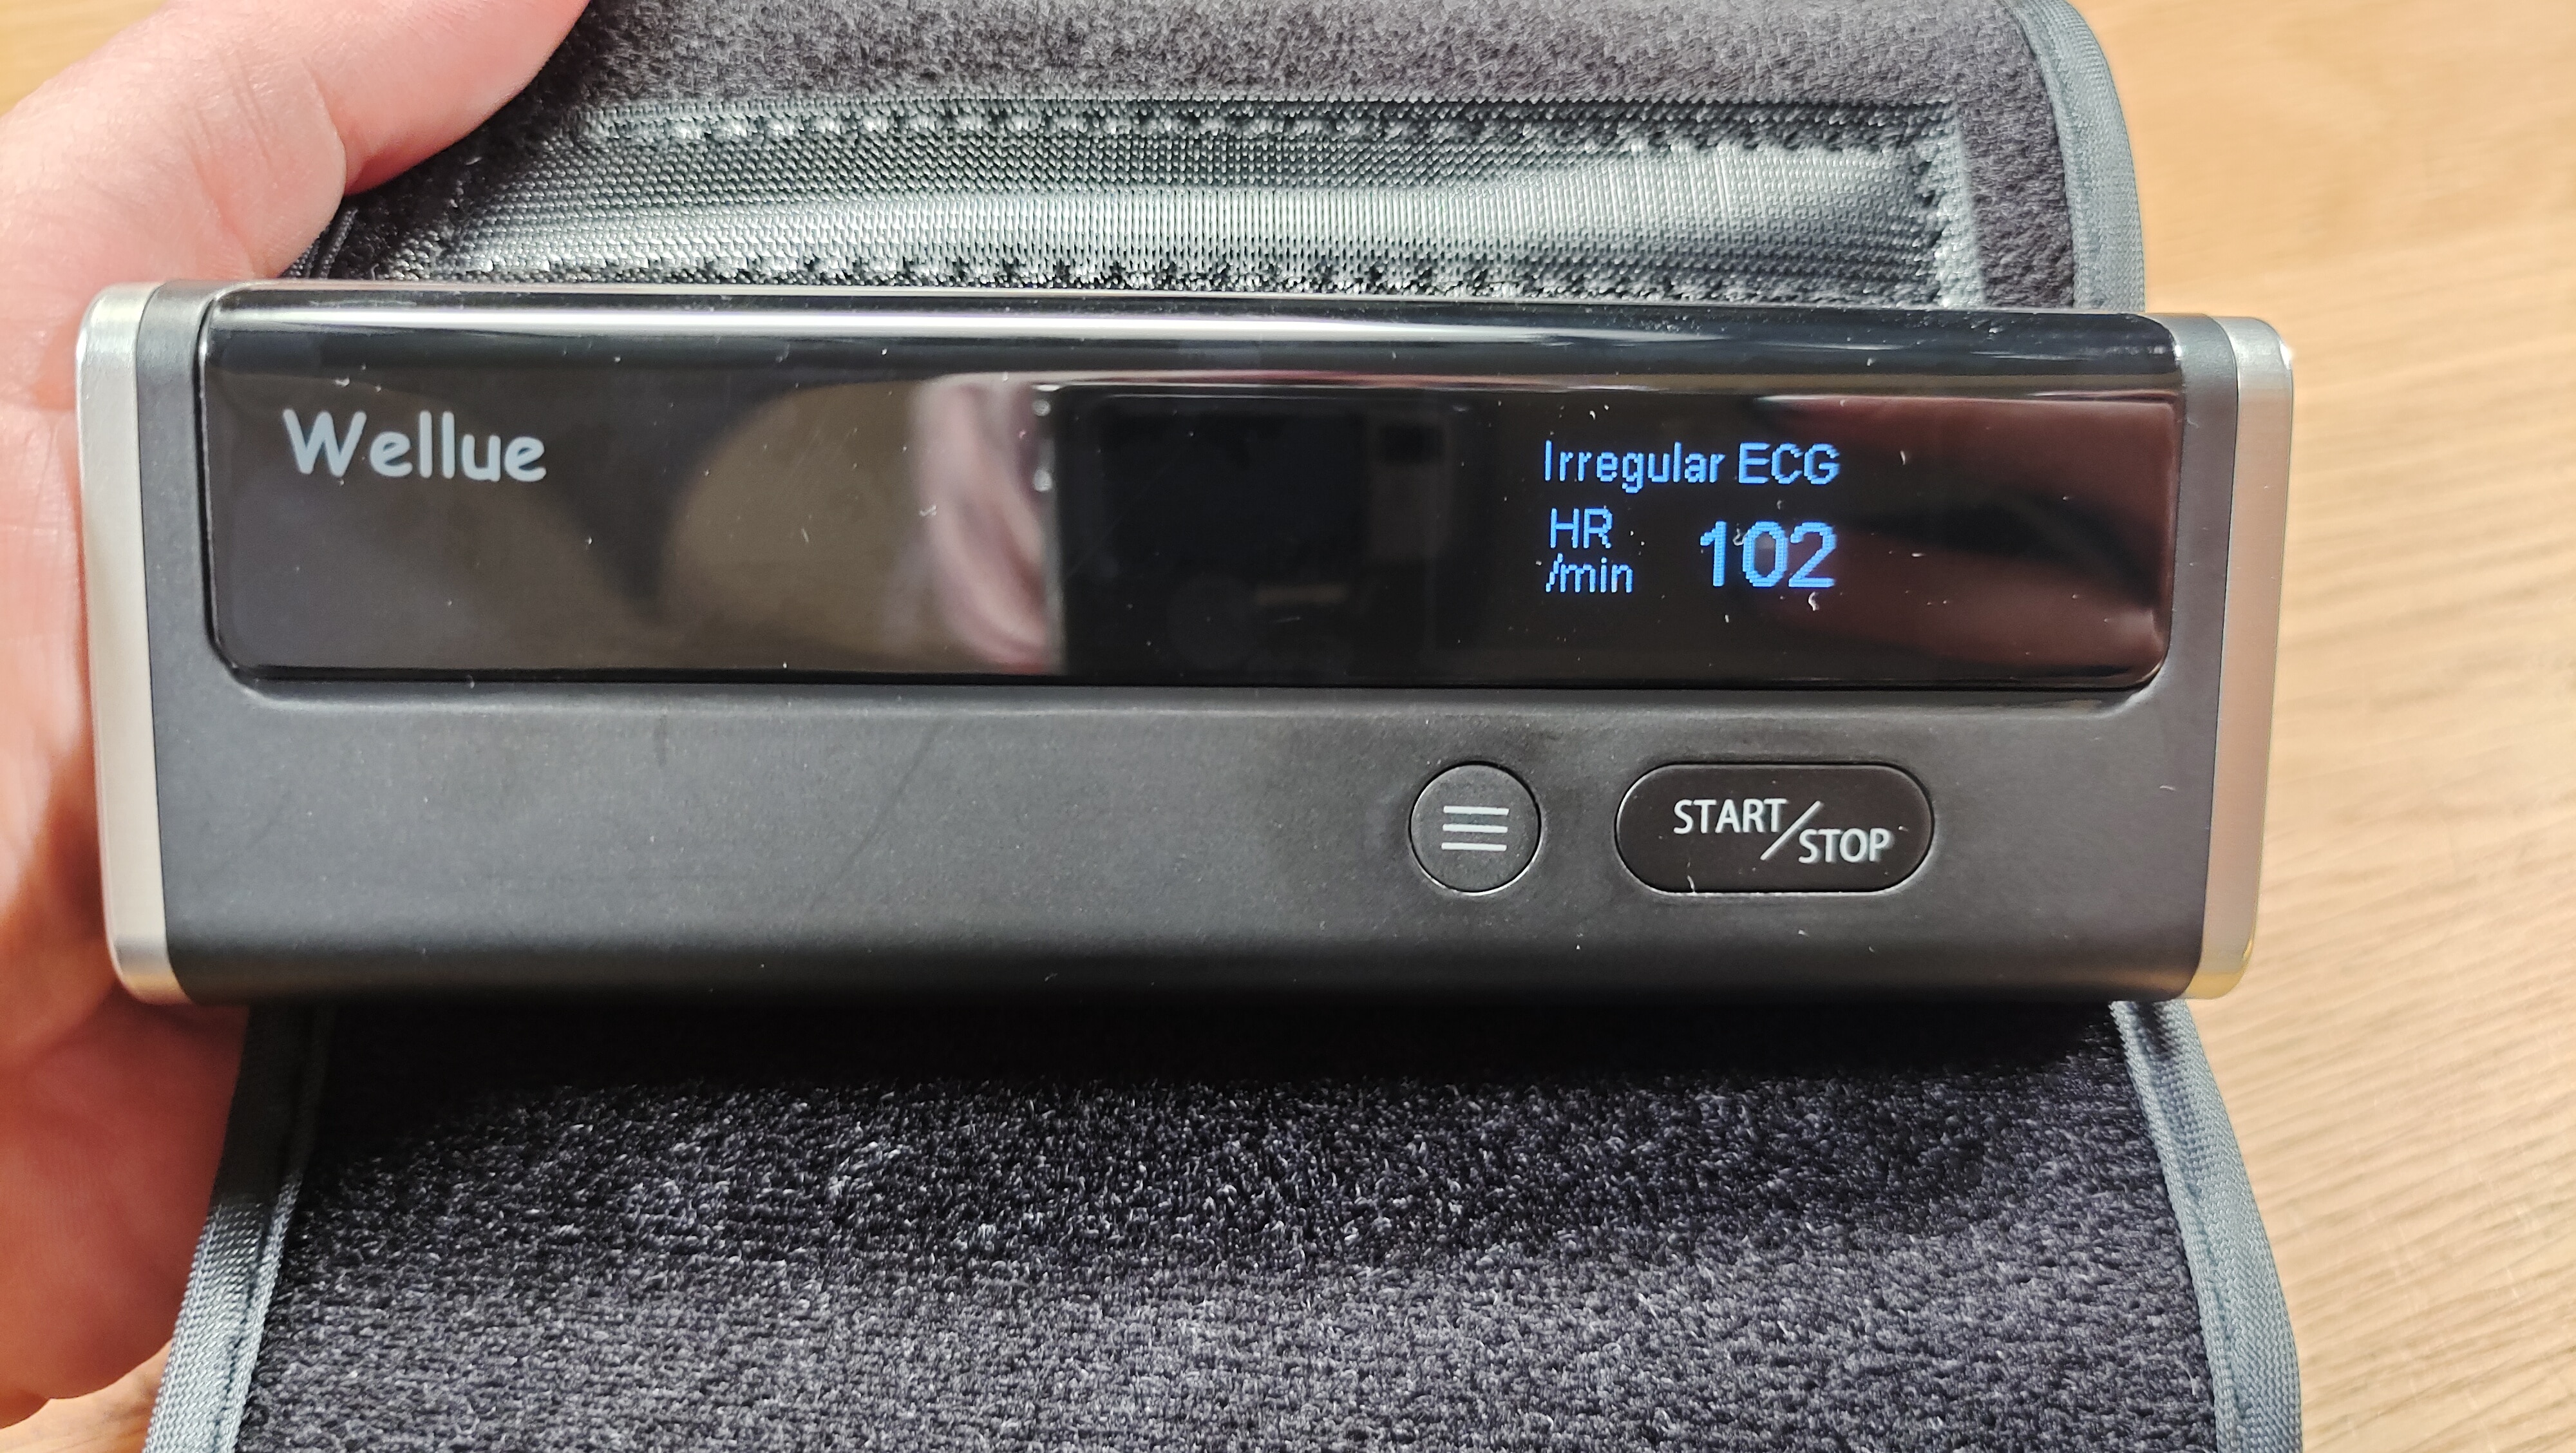 Wellue
Irregular ECG
HR
/min
102
START/STOP